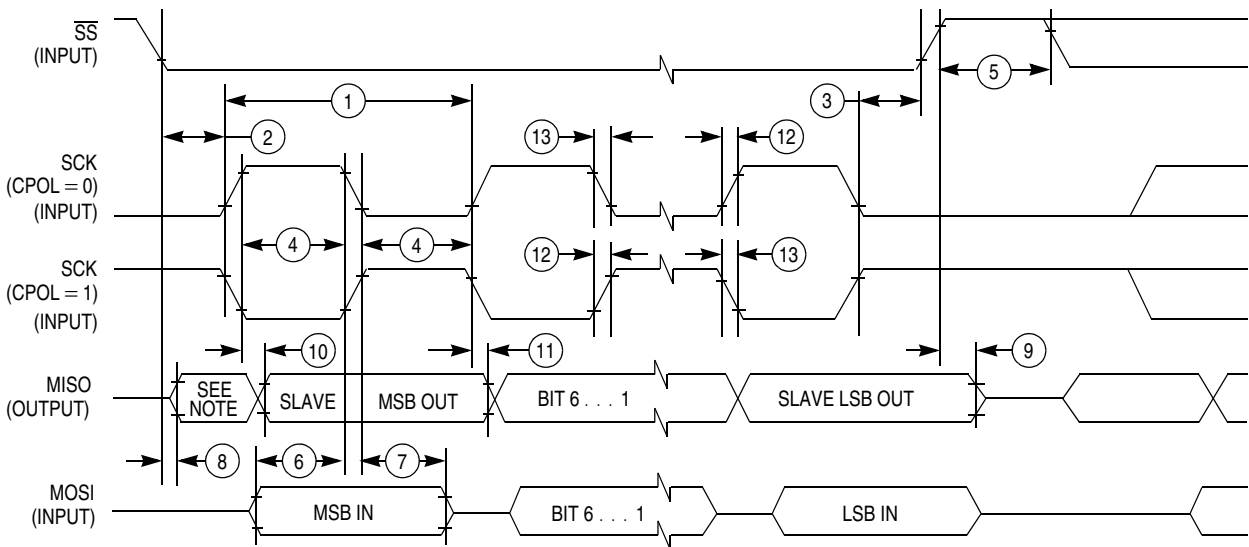 SS
(INPUT)
5
1
3
2
13
12
SCK
(CPOL = 0)
(INPUT)
4
4
12
13
SCK
(CPOL = 1)
(INPUT)
10
11
9
MISO
(OUTPUT)
SEE
NOTE
SLAVE
MSB OUT
BIT 6 . . . 1
SLAVE LSB OUT
8
6
7
MOSI
(INPUT)
MSB IN
BIT 6 . . . 1
LSB IN